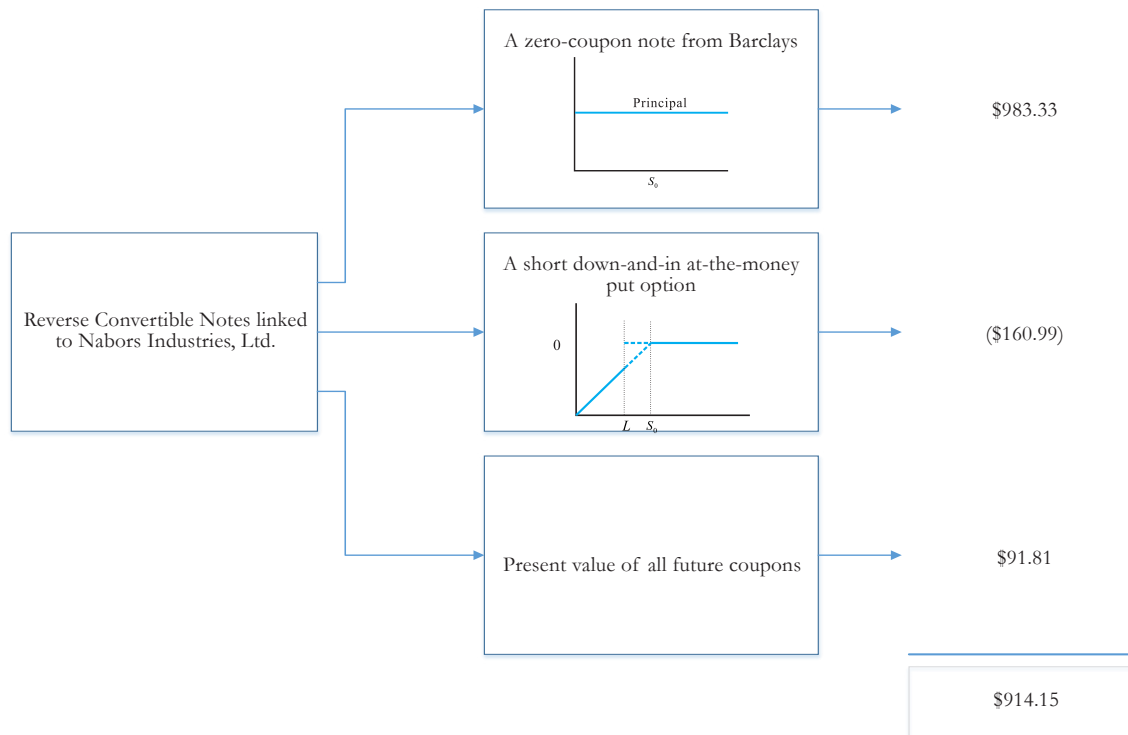 A zero-coupon note from Barclays
Principal
S₀
$983.33
Reverse Convertible Notes linked
to Nabors Industries, Ltd.
A short down-and-in at-the-money
put option
0
L S₀
($160.99)
Present value of all future coupons
$91.81
$914.15